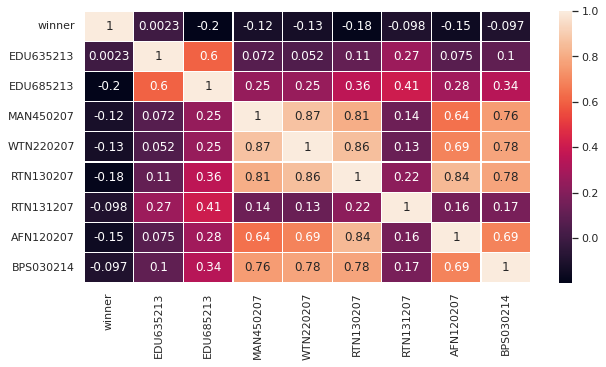 winner 1 0.0023 -0.2 -0.12 -0.13 -0.18 -0.098 -0.15 -0.097
EDU635213 0.0023 1 0.6 0.072 0.052 0.11 0.27 0.075 0.1
EDU685213 -0.2 0.6 1 0.25 0.25 0.36 0.41 0.28 0.34
MAN450207 -0.12 0.072 0.25 1 0.87 0.81 0.14 0.64 0.76
WTN220207 -0.13 0.052 0.25 0.87 1 0.86 0.13 0.69 0.78
RTN130207 -0.18 0.11 0.36 0.81 0.86 1 0.22 0.84 0.78
RTN131207 -0.098 0.27 0.41 0.14 0.13 0.22 1 0.16 0.17
AFN120207 -0.15 0.075 0.28 0.64 0.69 0.84 0.16 1 0.69
BPS030214 -0.097 0.1 0.34 0.76 0.78 0.78 0.17 0.69 1
winner EDU635213 EDU685213 MAN450207 WTN220207 RTN130207 RTN131207 AFN120207 BPS030214
1.0
0.8
0.6
0.4
0.2
0.0